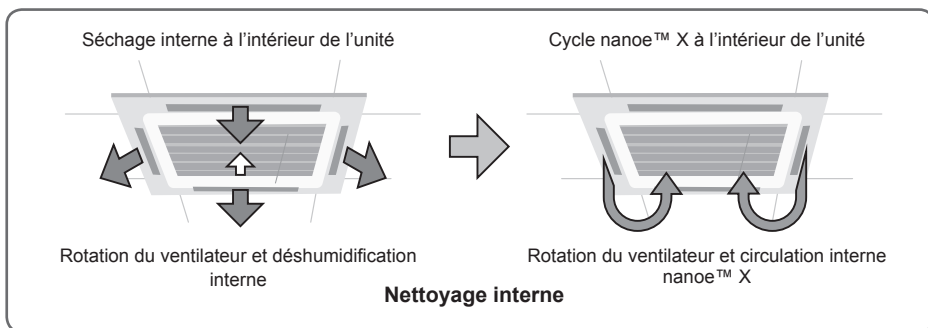 Séchage interne à l’intérieur de l’unité
Cycle nanoe™ X à l’intérieur de l’unité
Rotation du ventilateur et déshumidification
interne
Rotation du ventilateur et circulation interne
nanoe™ X
Nettoyage interne